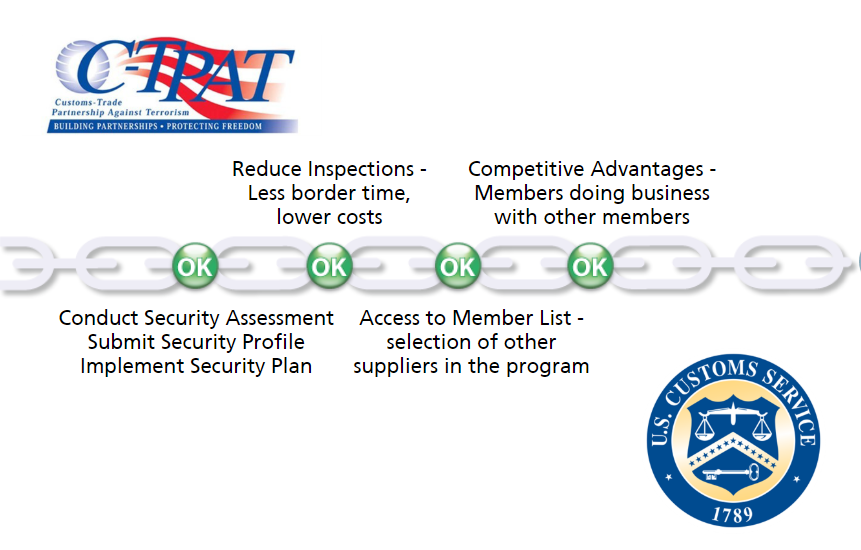 C-TPAT
Customs-Trade
Partnership Against Terrorism
BUILDING PARTNERSHIPS • PROTECTING FREEDOM
Reduce Inspections -
Less border time,
lower costs
Competitive Advantages -
Members doing business
with other members
OK
OK
OK
OK
Conduct Security Assessment
Submit Security Profile
Implement Security Plan
Access to Member List -
selection of other
suppliers in the program
U.S. CUSTOMS SERVICE
1789